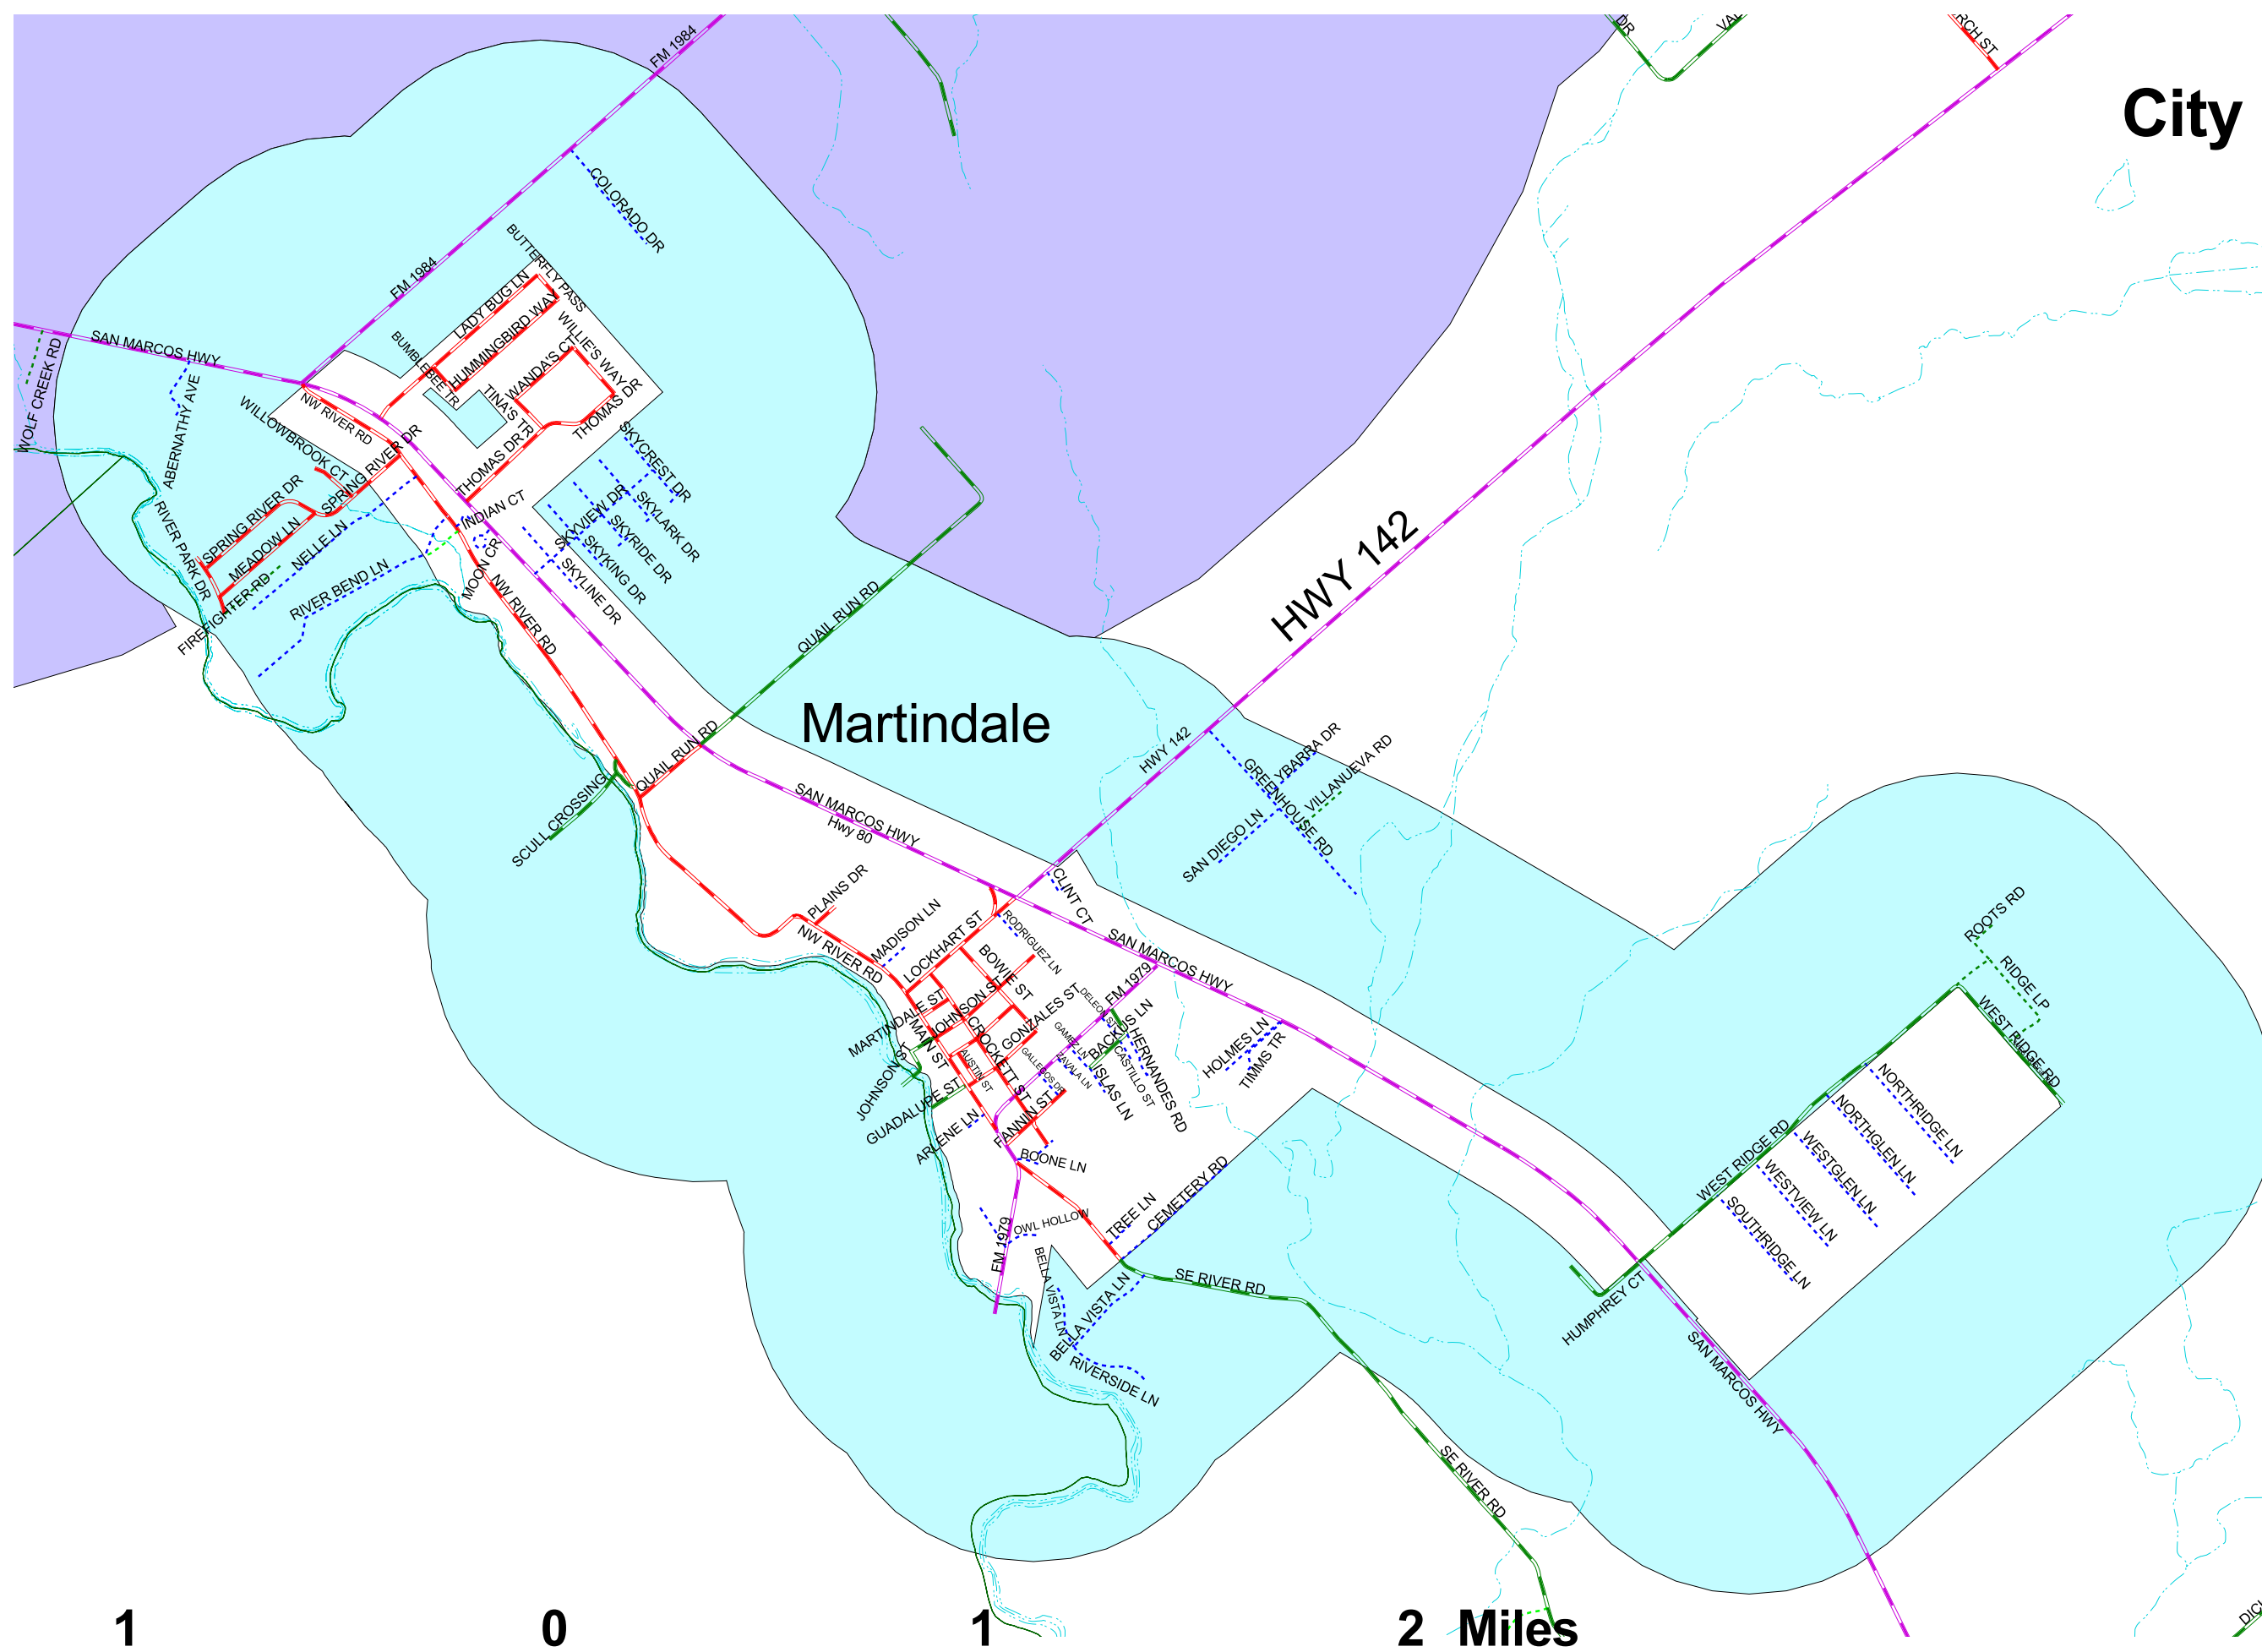 FM 1984
DR
City
COLORADO DR
FM 1984
BUTTERFLY PASS
LADY BUG LN
HUMMINGBIRD WAY
SAN MARCOS HWY
BUMBLEBEE TR
WILLIE'S WAY
WANDA'S CT
TINA'S TR
THOMAS DR
THOMAS DR
WOLF CREEK RD
ABERNATHY AVE
NW RIVER RD
WILLOWBROOK CT
SPRING RIVER DR
SPRING RIVER DR
MEADOW LN
NELLE LN
RIVER PARK DR
FIREFIGHTER RD
RIVER BEND LN
INDIAN CT
MOON CR
NW RIVER RD
SKYCREST DR
SKYLARK DR
SKYVIEW DR
SKYRIDE DR
SKYKING DR
SKYLINE DR
HWY 142
QUAIL RUN RD
Martindale
QUAIL RUN RD
HWY 142
SCULL CROSSING
SAN MARCOS HWY
Hwy 80
YBARRA DR
GREENHOUSE RD
VILLANUEVA RD
SAN DIEGO LN
PLAINS DR
CLINT CT
MADISON LN
NW RIVER RD
LOCKHART ST
RODRIGUEZ LN
BOWIE ST
SAN MARCOS HWY
FM 1979
MARTINDALE ST
JOHNSON ST
GONZALES ST
DELEON ST
MAIN ST
CROCKETT ST
AUSTIN ST
GAMEZ LN
BACKUS LN
HERNANDES RD
CASTILLO ST
ZAVALA LN
GALLEGOS DR
ISLAS LN
JOHNSON ST
GUADALUPE ST
ARLENE LN
FANNIN ST
BOONE LN
HOLMES LN
TIMMS TR
ROOTS RD
RIDGE LP
WEST RIDGE RD
WEST RIDGE RD
NORTHRIDGE LN
NORTHGLEN LN
WESTGLEN LN
WESTVIEW LN
SOUTHRIDGE LN
TREE LN
CEMETERY RD
OWL HOLLOW
FM 1979
BELLA VISTA LN
BELLA VISTA LN
SE RIVER RD
RIVERSIDE LN
HUMPHREY CT
SAN MARCOS HWY
SE RIVER RD
1 0 1 2 Miles